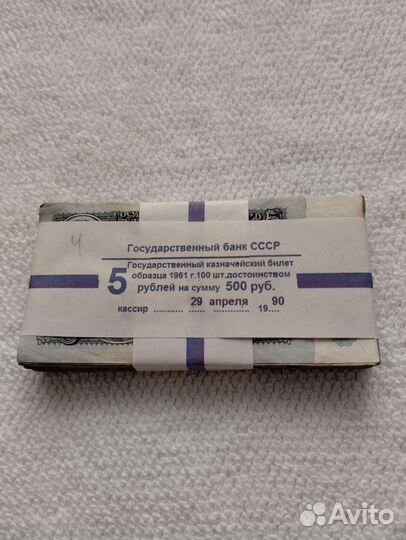 ч
Государственный банк СССР
5 Государственный казначейский билет
образца 1961 г.100 шт.достоинством
рублей на сумму 500 руб.
кассир .......... 29 апреля ...... 19....90
Avito